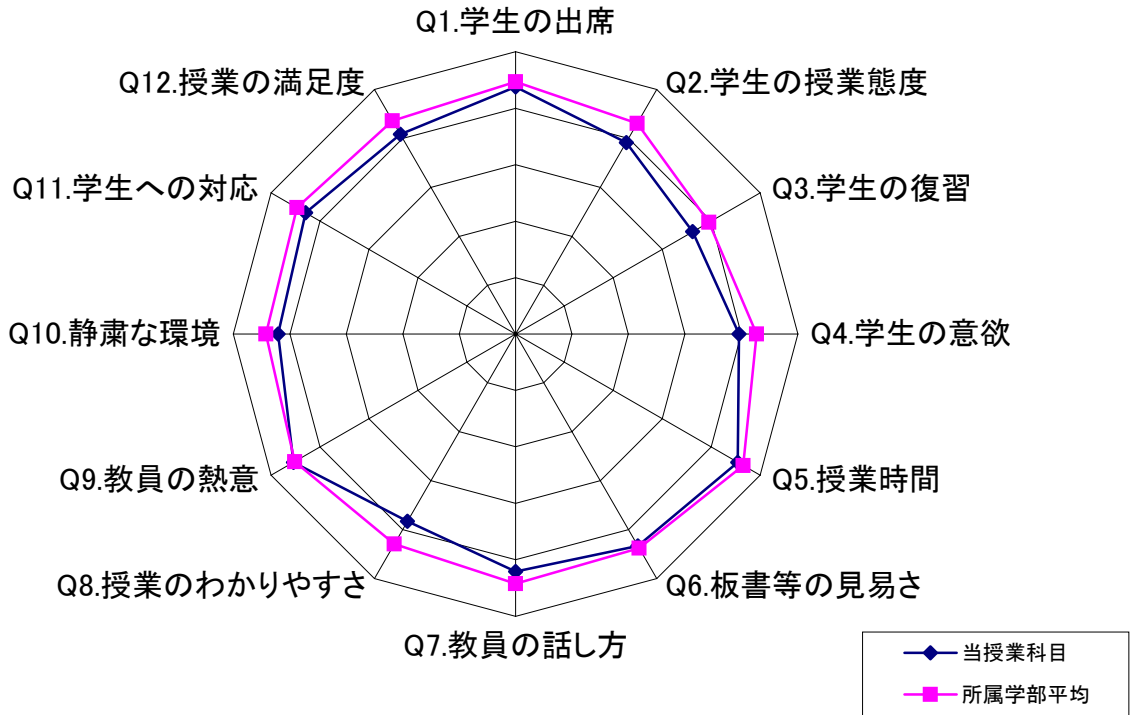 Q1.学生の出席
Q2.学生の授業態度
Q3.学生の復習
Q4.学生の意欲
Q5.授業時間
Q6.板書等の見易さ
Q7.教員の話し方
Q8.授業のわかりやすさ
Q9.教員の熱意
Q10.静粛な環境
Q11.学生への対応
Q12.授業の満足度
当授業科目
所属学部平均